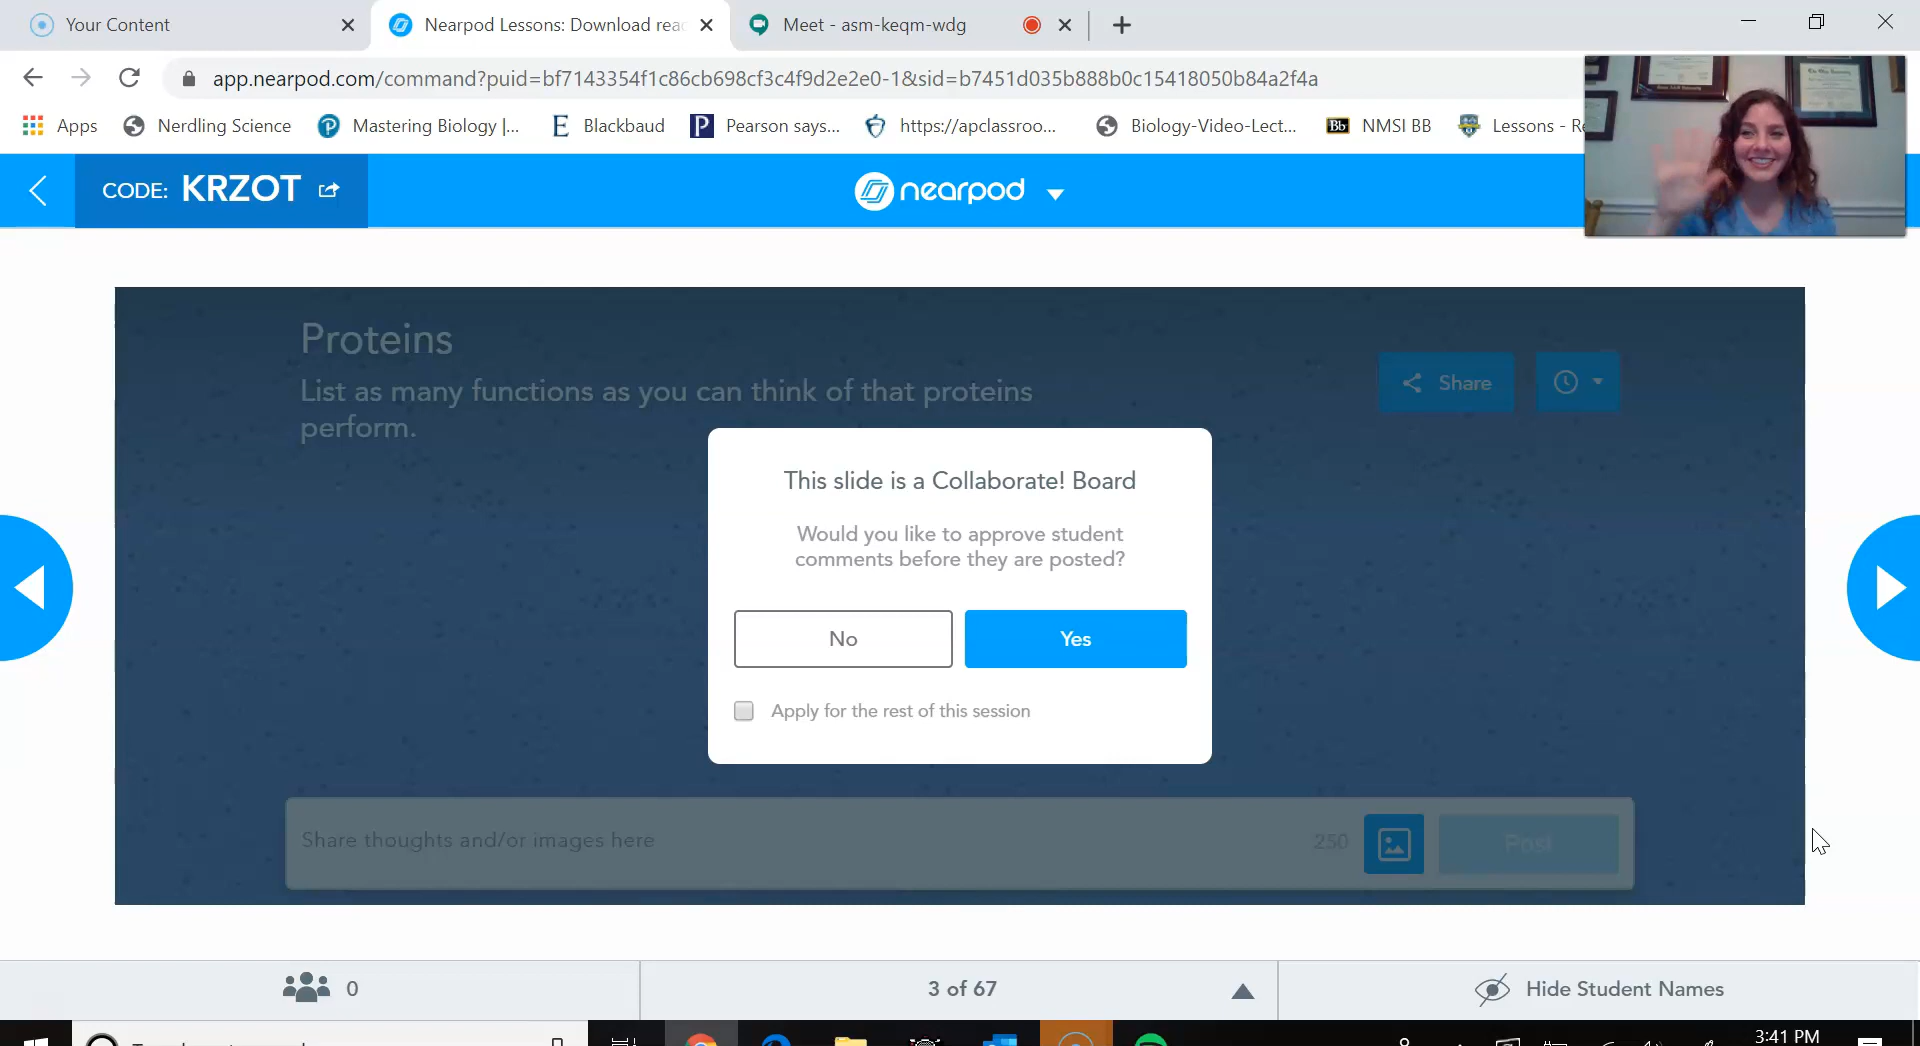 Your Content
Nearpod Lessons: Download rea
Meet - asm-keqm-wdg
app.nearpod.com/command?puid=bf7143354f1c86cb698cf3c4f9d2e2e0-1&sid=b7451d035b888b0c15418050b84a2f4a
Apps
Nerdling Science
Mastering Biology |...
Blackbaud
Pearson says...
https://apclassroo...
Biology-Video-Lect...
Bb
NMSI BB
Lessons - Re
CODE: KRZOT
nearpod
Proteins
List as many functions as you can think of that proteins
perform.
Share
This slide is a Collaborate! Board
Would you like to approve student
comments before they are posted?
No
Yes
Apply for the rest of this session
Share thoughts and/or images here
250
Post
0
3 of 67
Hide Student Names
3:41 PM